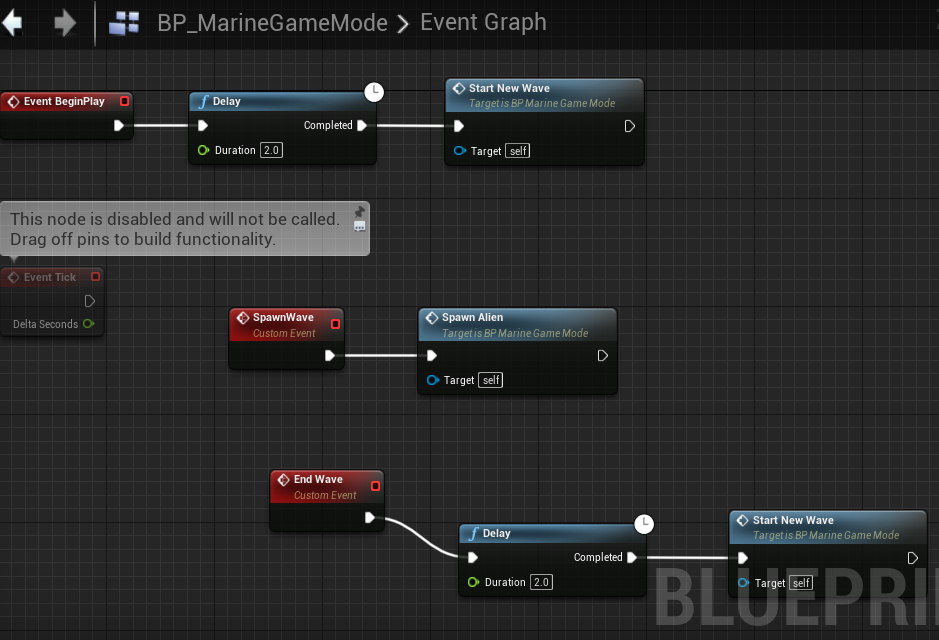 BP_MarineGameMode > Event Graph
Event BeginPlay
Delay
Completed
Duration 2.0
Start New Wave
Target is BP Marine Game Mode
Target self
This node is disabled and will not be called.
Drag off pins to build functionality.
Event Tick
Delta Seconds
SpawnWave
Custom Event
Spawn Alien
Target is BP Marine Game Mode
Target self
End Wave
Custom Event
Delay
Completed
Duration 2.0
Start New Wave
Target is BP Marine Game Mode
Target self